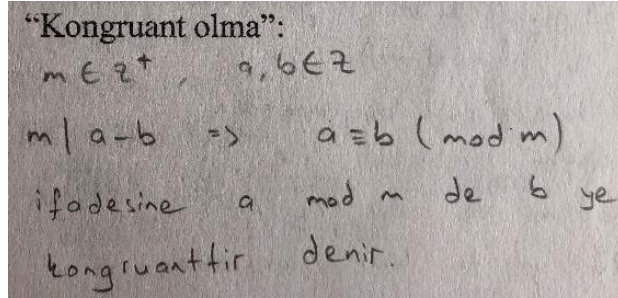 “Kongruant olma”:
m ∈ Z⁺, a, b ∈ Z
m | a-b => a ≡ b (mod m)
ifadesine a mod m de b ye
kongruanttir denir.